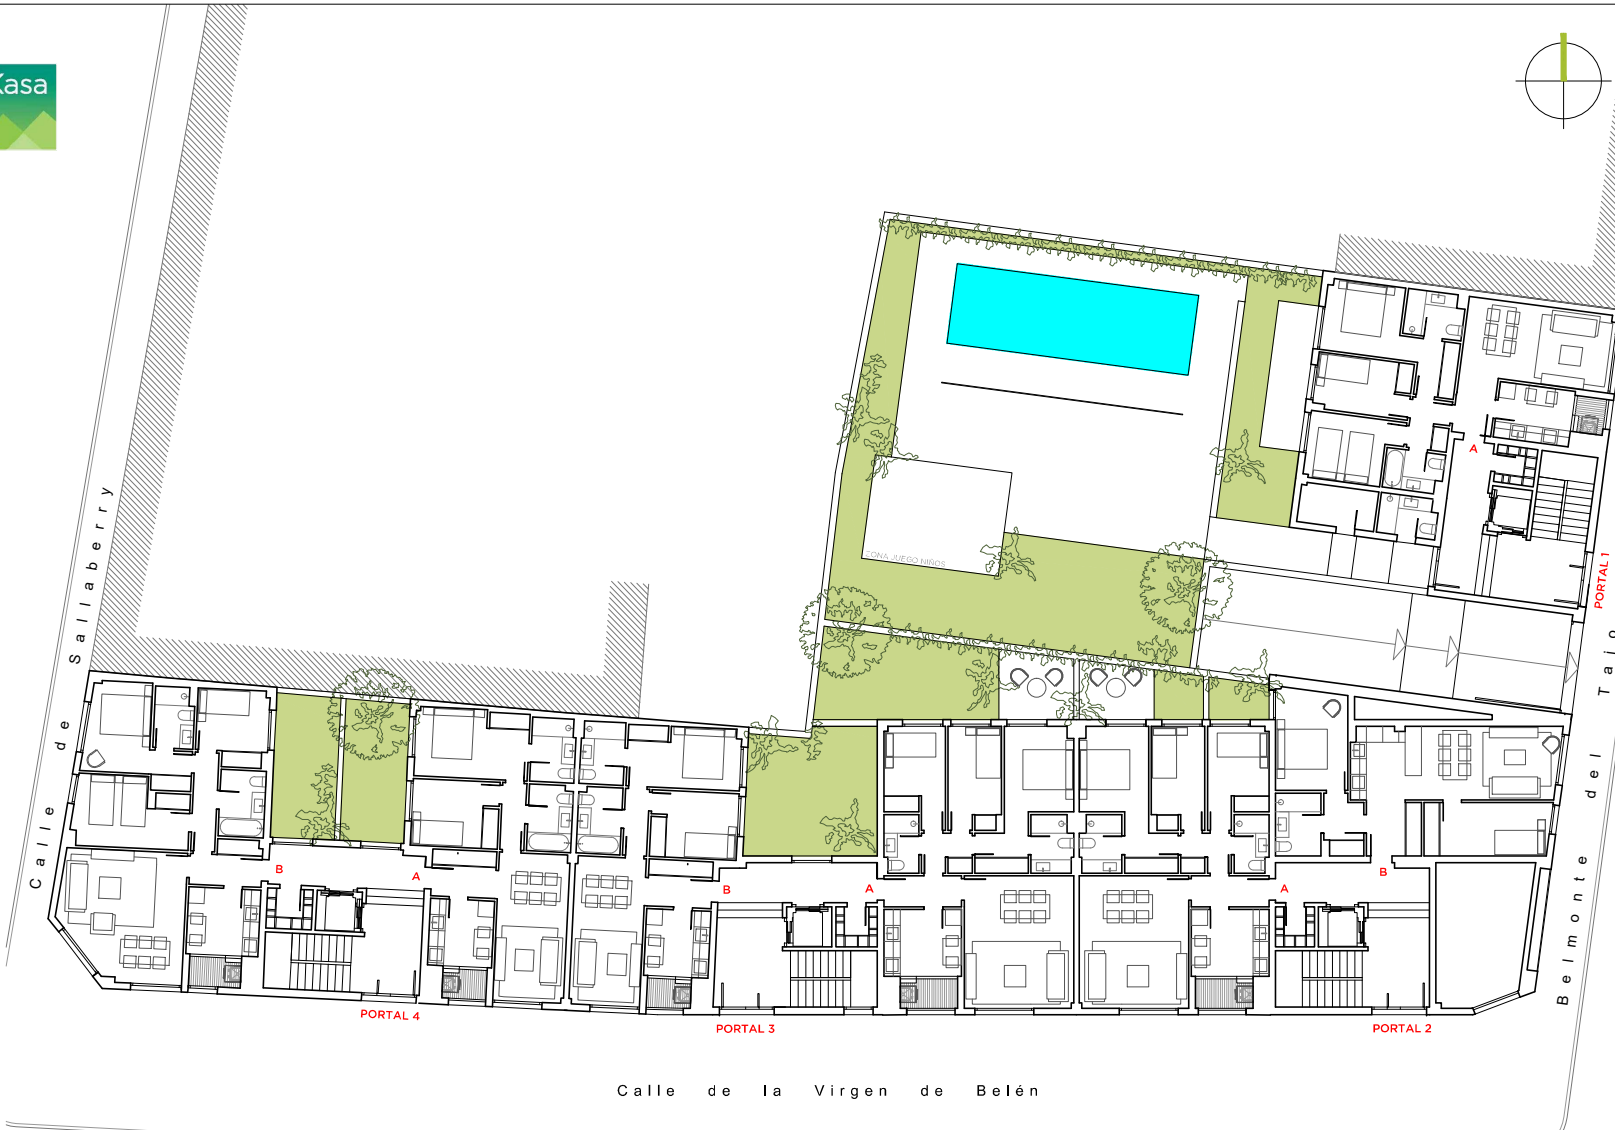 Kasa
ZONA JUEGO NIÑOS
Calle de Sallaberry
A
PORTAL 1
Belmonte del Tajo
B
A
B
A
A
B
PORTAL 4
PORTAL 3
PORTAL 2
Calle de la Virgen de Belén